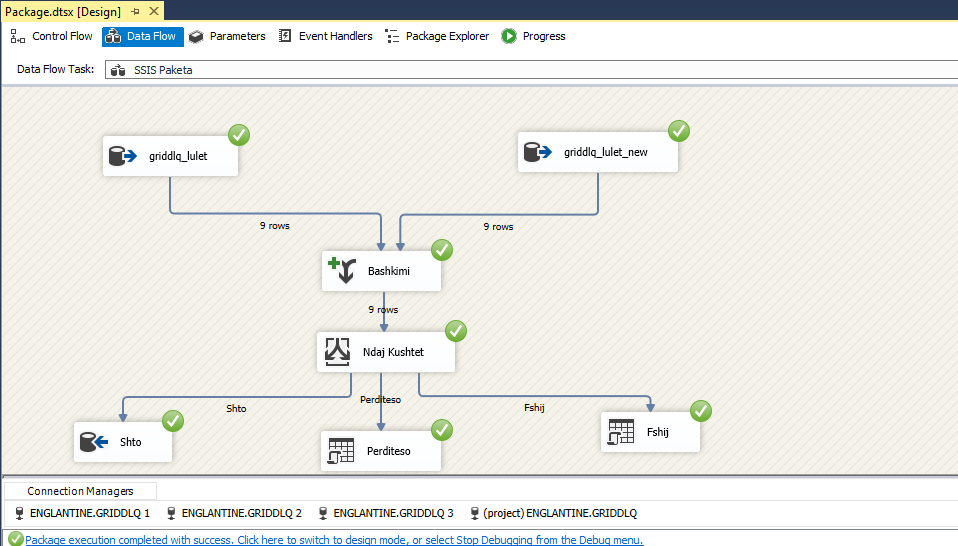 Package.dtsx [Design]
Control Flow Data Flow Parameters Event Handlers Package Explorer Progress
Data Flow Task: SSIS Paketa
griddlq_lulet griddlq_lulet_new
9 rows 9 rows
Bashkimi
9 rows
Ndaj Kushtet
Shto Perditeso Fshij
Shto Perditeso Fshij
Connection Managers
ENGLANTINE.GRIDDLQ 1 ENGLANTINE.GRIDDLQ 2 ENGLANTINE.GRIDDLQ 3 (project) ENGLANTINE.GRIDDLQ
Package execution completed with success. Click here to switch to design mode, or select Stop Debugging from the Debug menu.